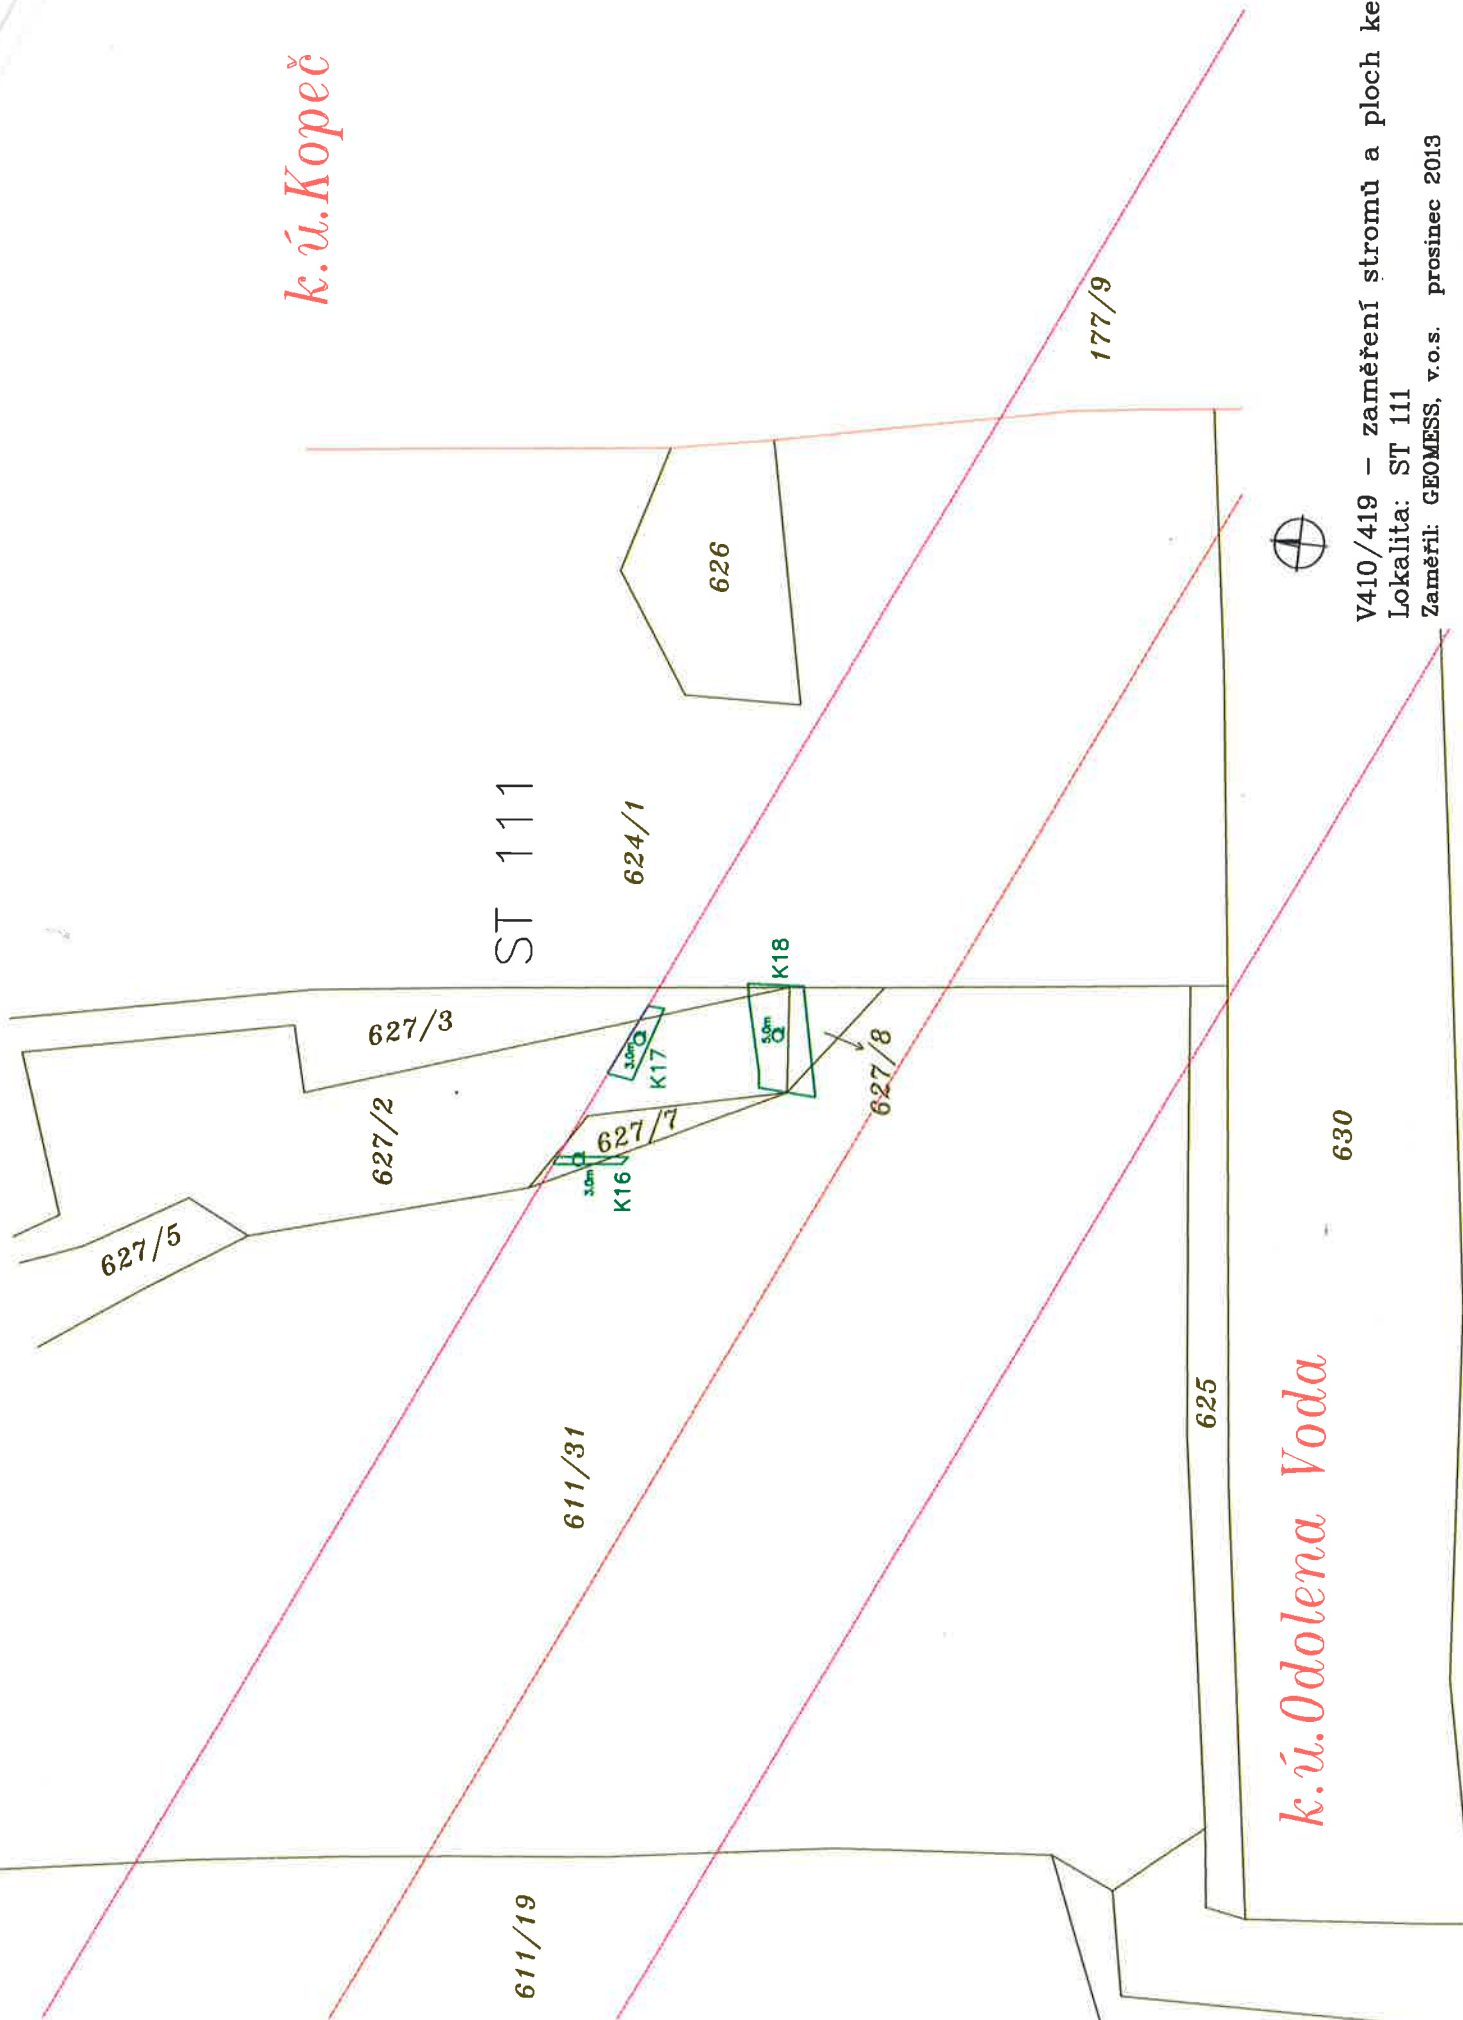 k.ú.Kopeč
627/5
627/2
627/3
ST 111
611/19
611/31
3.0m
K16
627/7
3.0m
K17
624/1
626
5.0m
K18
627/8
177/9
625
k.ú.Odolena Voda
630
V410/419 – zaměření stromů a ploch ke
Lokalita: ST 111
Zaměřil: GEOMESS, v.o.s. prosinec 2013